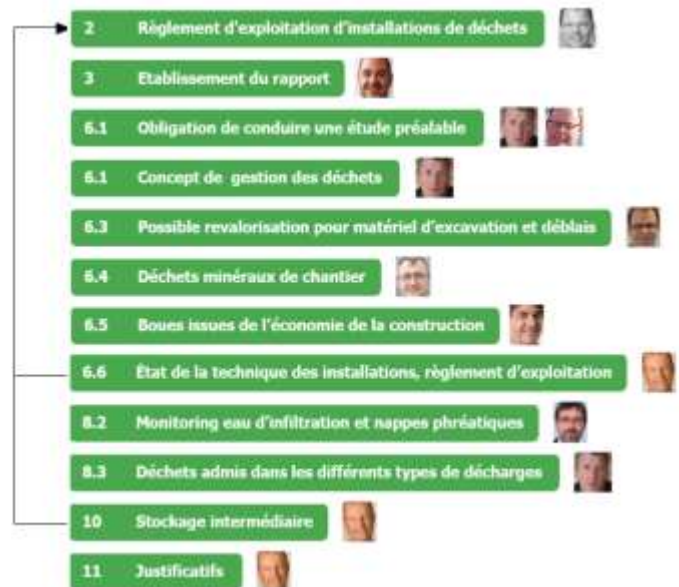 2 Règlement d'exploitation d'installations de déchets
3 Etablissement du rapport
6.1 Obligation de conduire une étude préalable
6.1 Concept de gestion des déchets
6.3 Possible revalorisation pour matériel d'excavation et déblais
6.4 Déchets minéraux de chantier
6.5 Boues issues de l'économie de la construction
6.6 État de la technique des installations, règlement d'exploitation
8.2 Monitoring eau d'infiltration et nappes phréatiques
8.3 Déchets admis dans les différents types de décharges
10 Stockage intermédiaire
11 Justificatifs